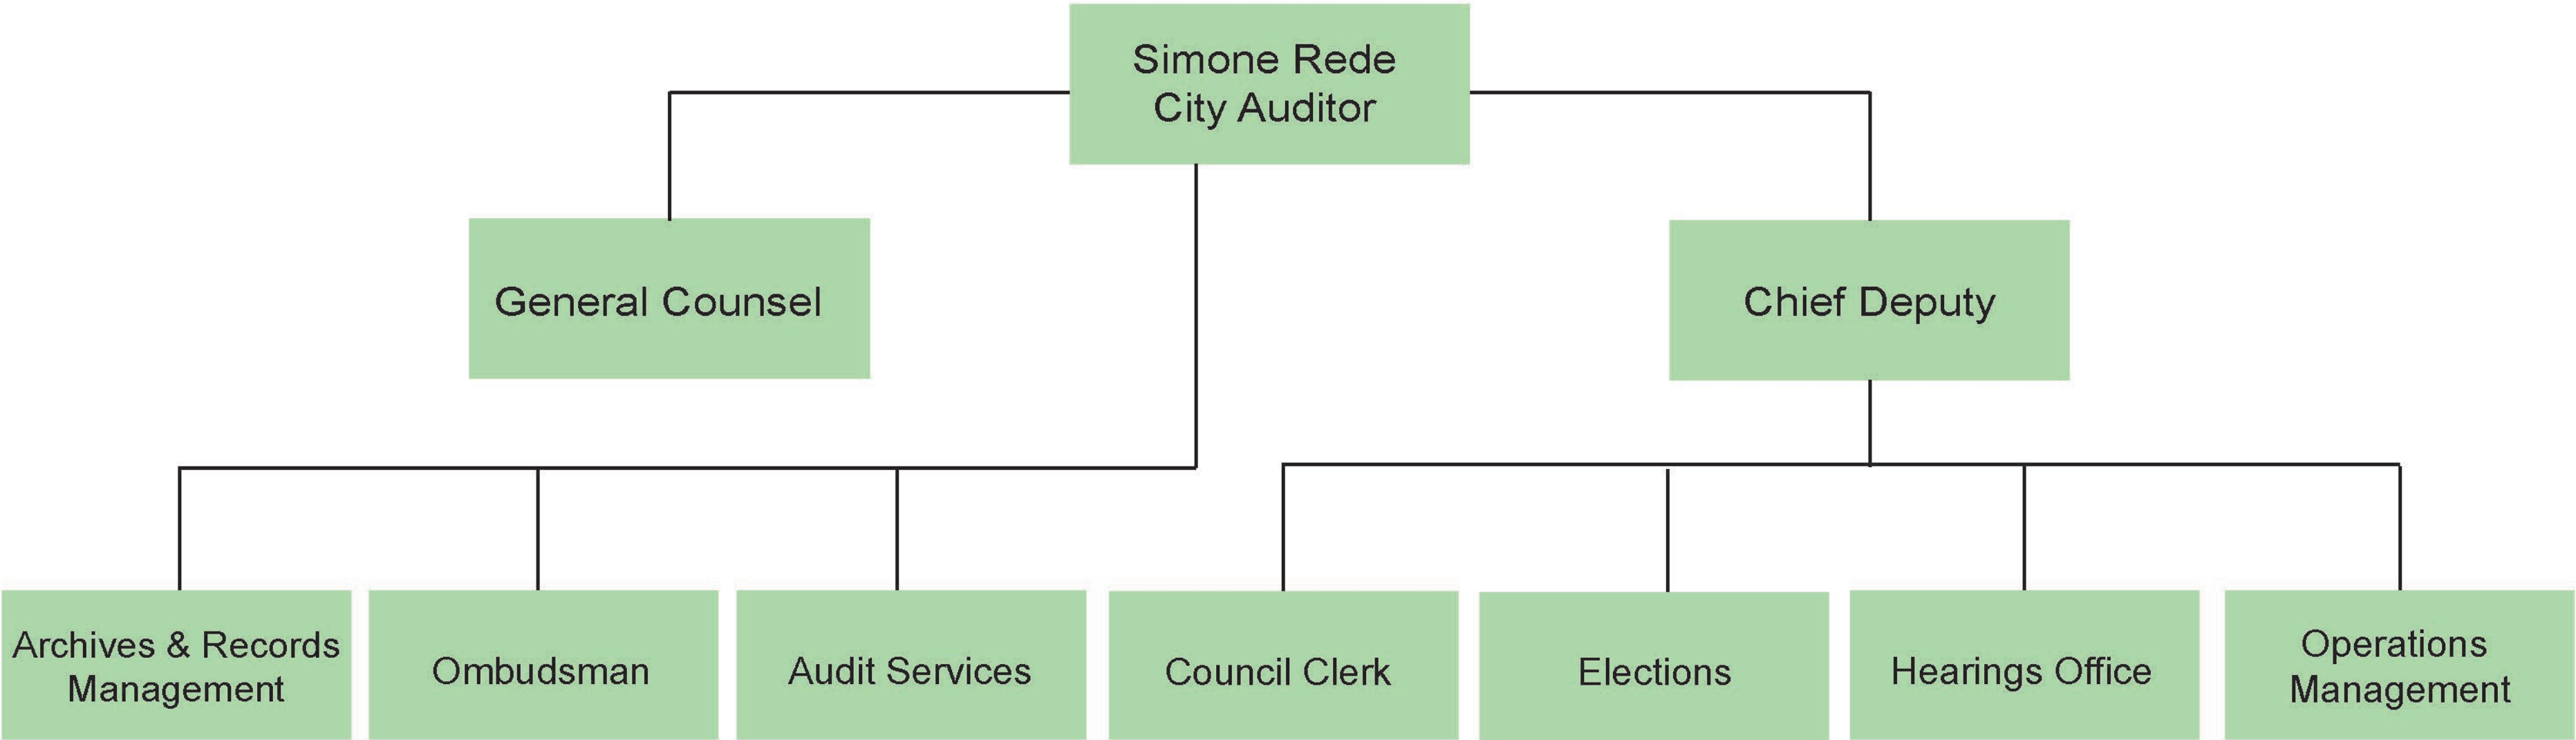 Simone Rede
City Auditor
General Counsel
Chief Deputy
Archives & Records
Management
Ombudsman
Audit Services
Council Clerk
Elections
Hearings Office
Operations
Management